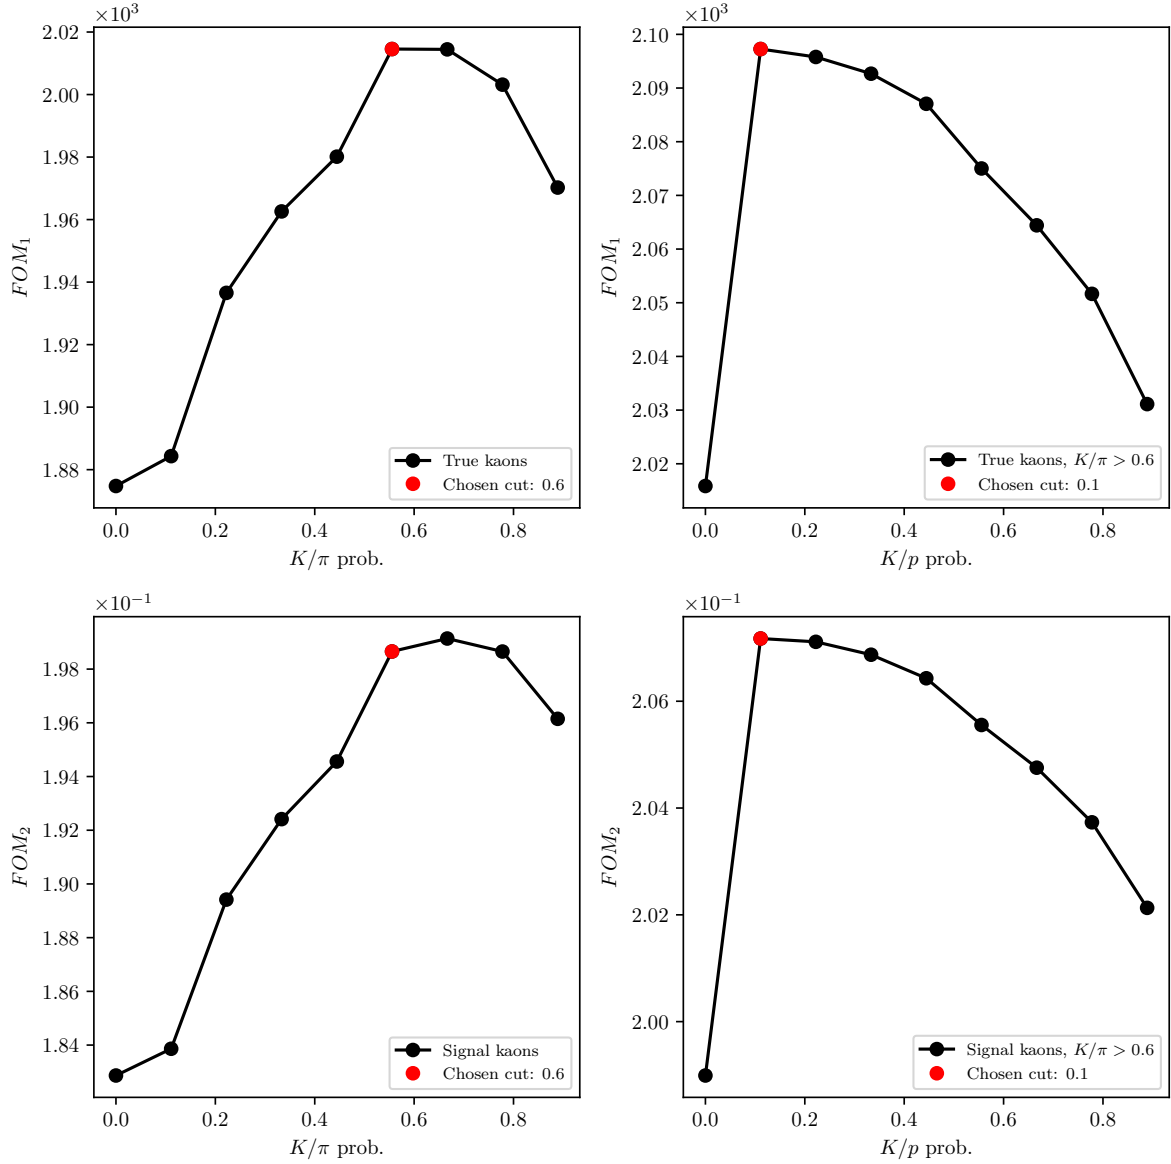 ×10³
2.02
2.00
1.98
1.96
1.94
1.92
1.90
1.88
FOM₁
0.0 0.2 0.4 0.6 0.8
K/π prob.
True kaons
Chosen cut: 0.6
×10³
2.10
2.09
2.08
2.07
2.06
2.05
2.04
2.03
2.02
FOM₁
0.0 0.2 0.4 0.6 0.8
K/p prob.
True kaons, K/π > 0.6
Chosen cut: 0.1
×10⁻¹
1.98
1.96
1.94
1.92
1.90
1.88
1.86
1.84
FOM₂
0.0 0.2 0.4 0.6 0.8
K/π prob.
Signal kaons
Chosen cut: 0.6
×10⁻¹
2.06
2.04
2.02
2.00
FOM₂
0.0 0.2 0.4 0.6 0.8
K/p prob.
Signal kaons, K/π > 0.6
Chosen cut: 0.1